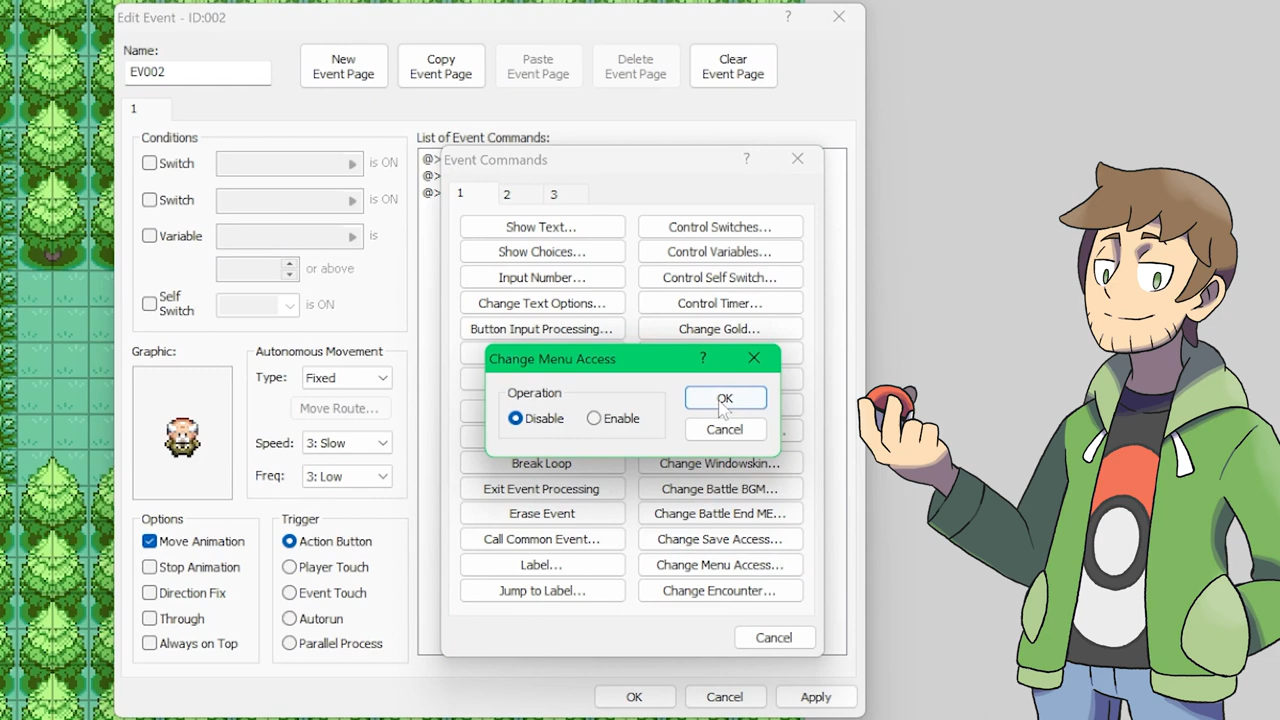 Edit Event - ID:002
?
Name:
EV002
New
Event Page
Copy
Event Page
Paste
Event Page
Delete
Event Page
Clear
Event Page
1
Conditions
Switch
is ON
Switch
is ON
Variable
is
or above
Self
Switch
is ON
Graphic:
Autonomous Movement
Type:
Fixed
Move Route...
Speed:
3: Slow
Freq:
3: Low
Options
Move Animation
Stop Animation
Direction Fix
Through
Always on Top
Trigger
Action Button
Player Touch
Event Touch
Autorun
Parallel Process
List of Event Commands:
@>
@>
@>
Event Commands
?
1
2
3
Show Text...
Control Switches...
Show Choices...
Control Variables...
Input Number...
Control Self Switch...
Change Text Options...
Control Timer...
Button Input Processing...
Change Gold...
Change Menu Access
?
Operation
Disable
Enable
OK
Cancel
Break Loop
Change Windowskin...
Exit Event Processing
Change Battle BGM...
Erase Event
Change Battle End ME...
Call Common Event...
Change Save Access...
Label...
Change Menu Access...
Jump to Label...
Change Encounter...
Cancel
OK
Cancel
Apply